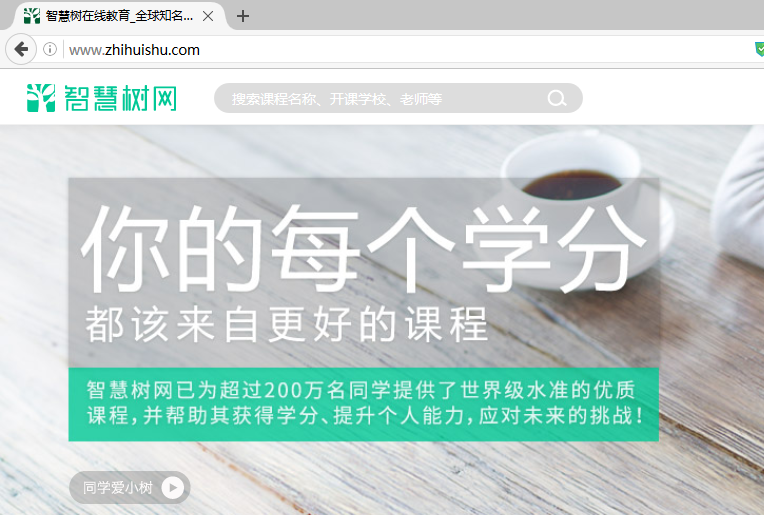 智慧树在线教育_全球知名...
www.zhihuishu.com
智慧树网
搜索课程名称、开课学校、老师等
你的每个学分
都该来自更好的课程
智慧树网已为超过200万名同学提供了世界级水准的优质
课程,并帮助其获得学分、提升个人能力,应对未来的挑战!
同学爱小树